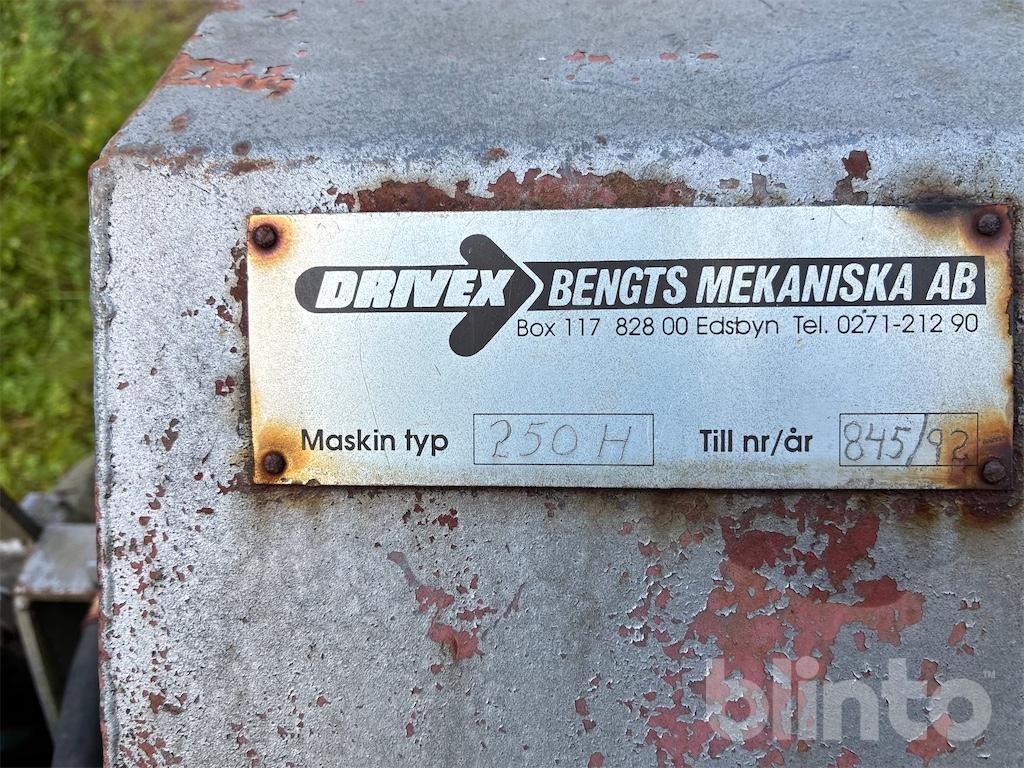 DRIVEX BENGTS MEKANISKA AB
Box 117 828 00 Edsbyn Tel. 0271-212 90
Maskin typ 250 H Till nr/år 845/92
blinto™